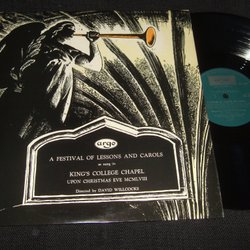 argo
A FESTIVAL OF LESSONS AND CAROLS
as sung in
KING'S COLLEGE CHAPEL
UPON CHRISTMAS EVE MCMLVIII
Directed by DAVID WILLCOCKS